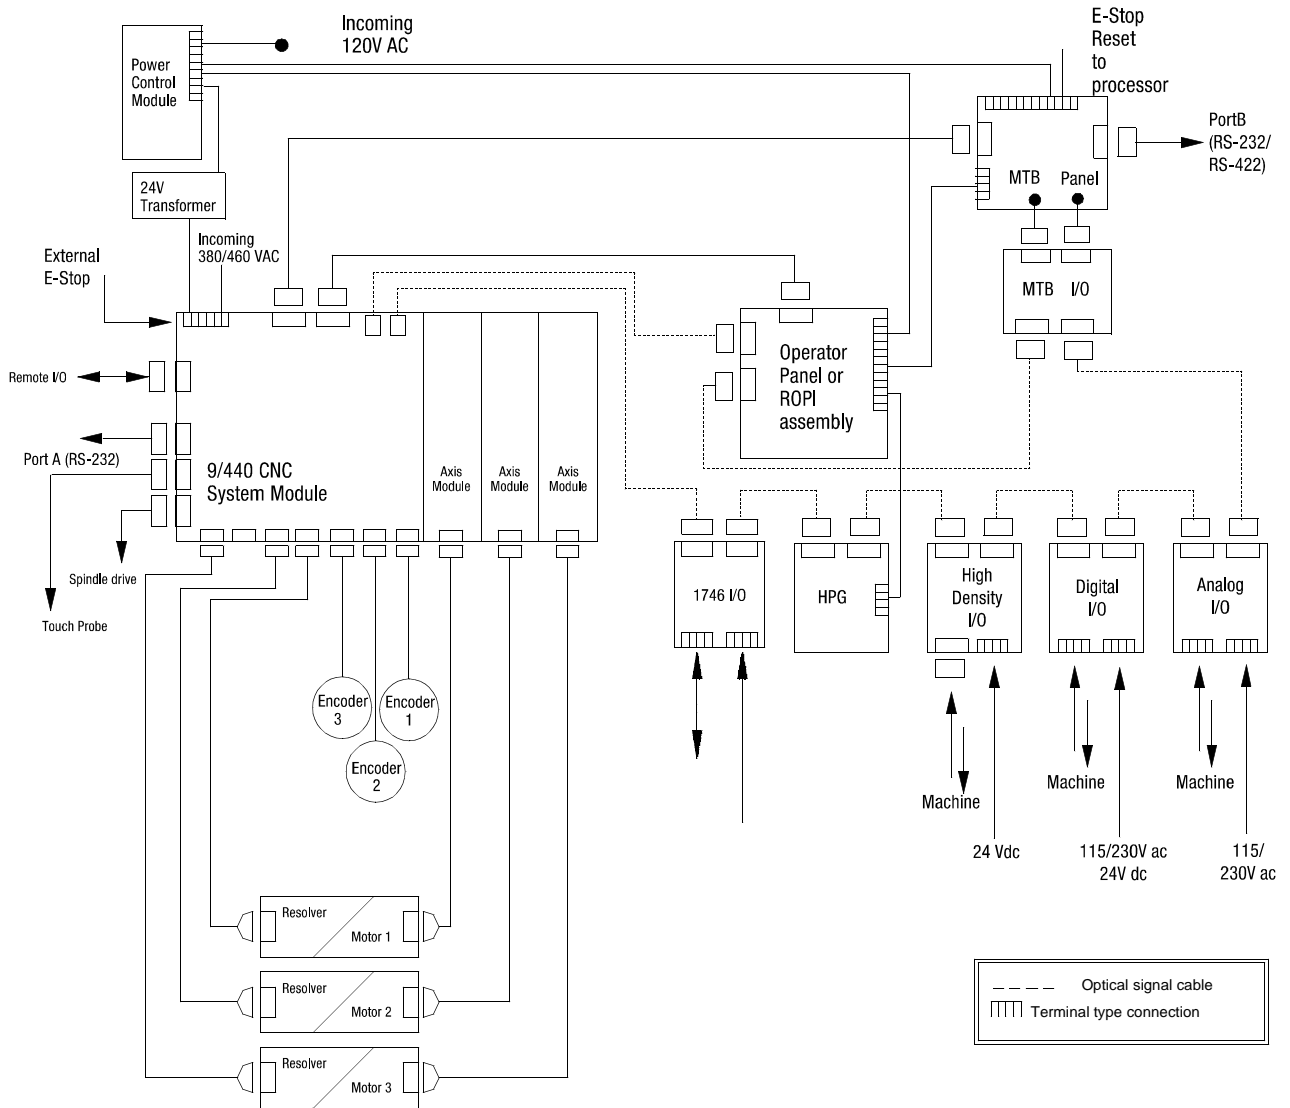 Incoming
120V AC
E-Stop
Reset
to
processor
Power
Control
Module
PortB
(RS-232/
RS-422)
24V
Transformer
MTB
Panel
Incoming
380/460 VAC
External
E-Stop
MTB I/O
Operator
Panel or
ROPI
assembly
Remote I/O
Port A (RS-232)
9/440 CNC
System Module
Axis
Module
Axis
Module
Axis
Module
Spindle drive
Touch Probe
1746 I/O
HPG
High
Density
I/O
Digital
I/O
Analog
I/O
Encoder
3
Encoder
1
Encoder
2
Machine
Machine
Machine
24 Vdc
115/230V ac
24V dc
115/
230V ac
Resolver
Motor 1
Resolver
Motor 2
Resolver
Motor 3
Optical signal cable
Terminal type connection